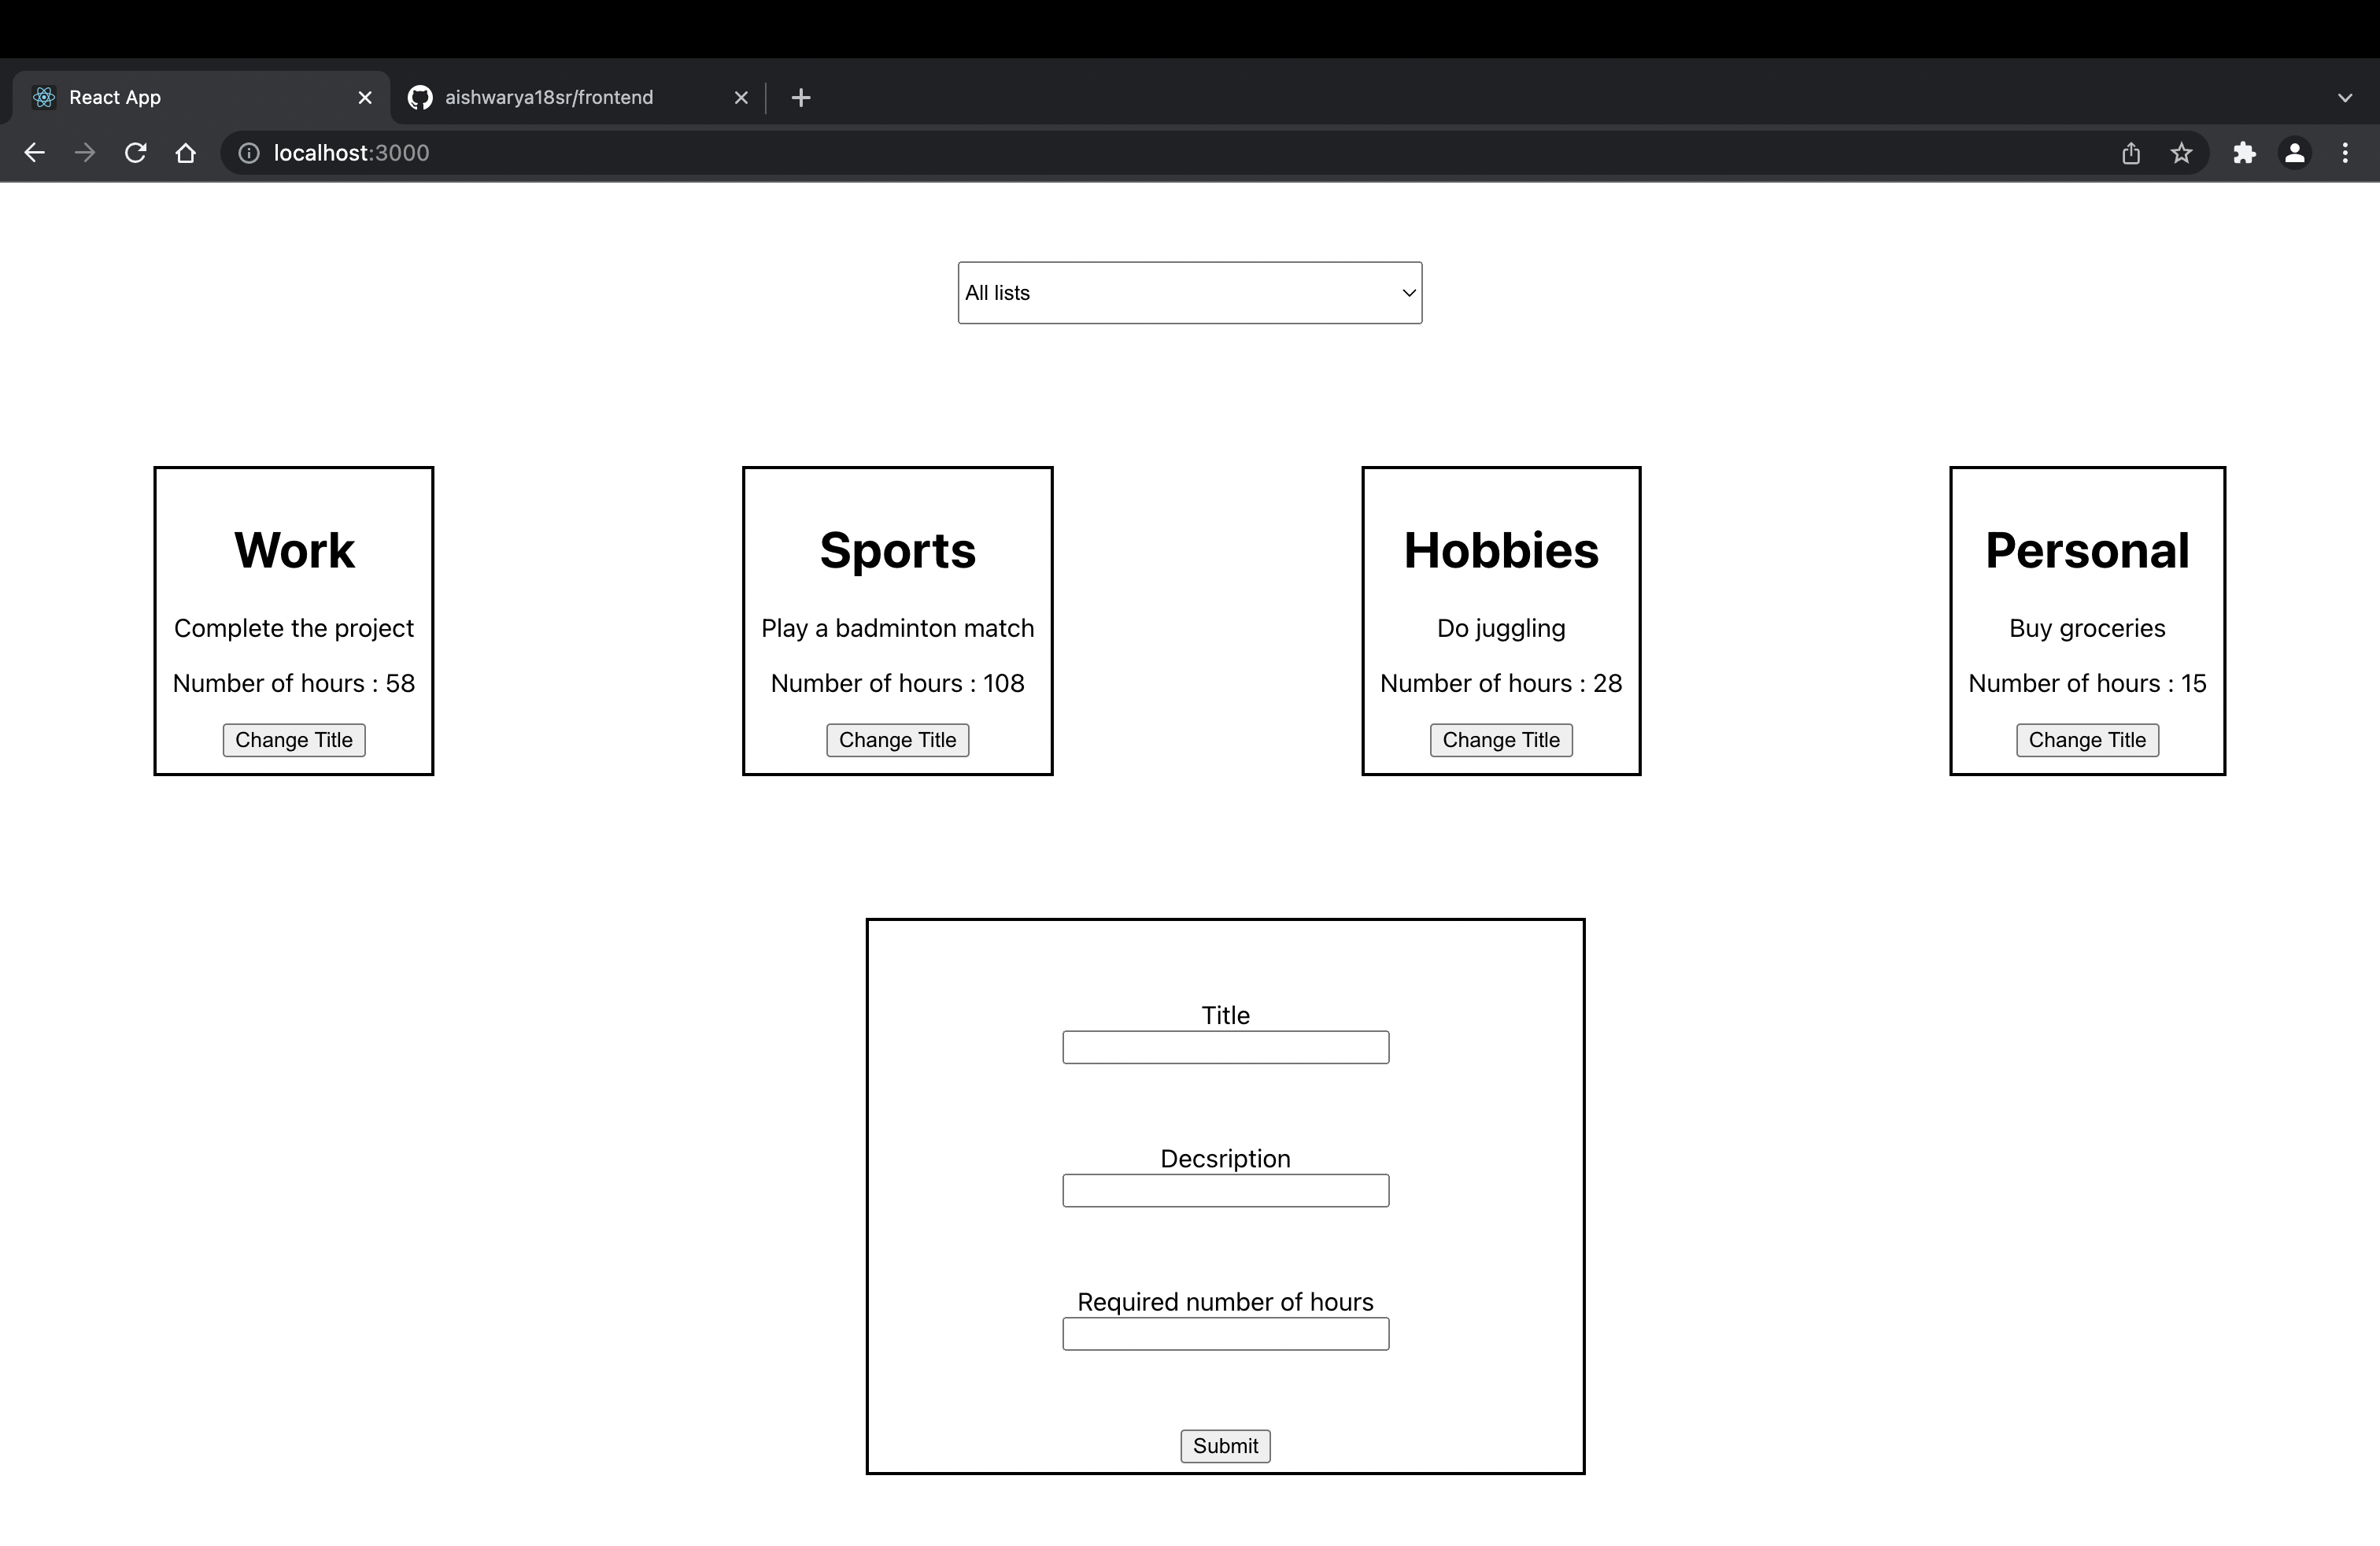 React App
aishwarya18sr/frontend
localhost:3000
All lists
Work
Complete the project
Number of hours : 58
Change Title
Sports
Play a badminton match
Number of hours : 108
Change Title
Hobbies
Do juggling
Number of hours : 28
Change Title
Personal
Buy groceries
Number of hours : 15
Change Title
Title
Decsription
Required number of hours
Submit